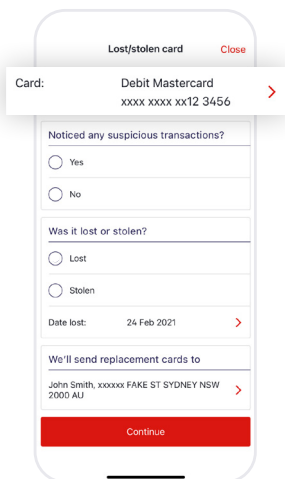 Lost/stolen card Close
Card: Debit Mastercard
xxxx xxxx xx12 3456
Noticed any suspicious transactions?
Yes
No
Was it lost or stolen?
Lost
Stolen
Date lost: 24 Feb 2021
We'll send replacement cards to
John Smith, xxxxxx FAKE ST SYDNEY NSW
2000 AU
Continue